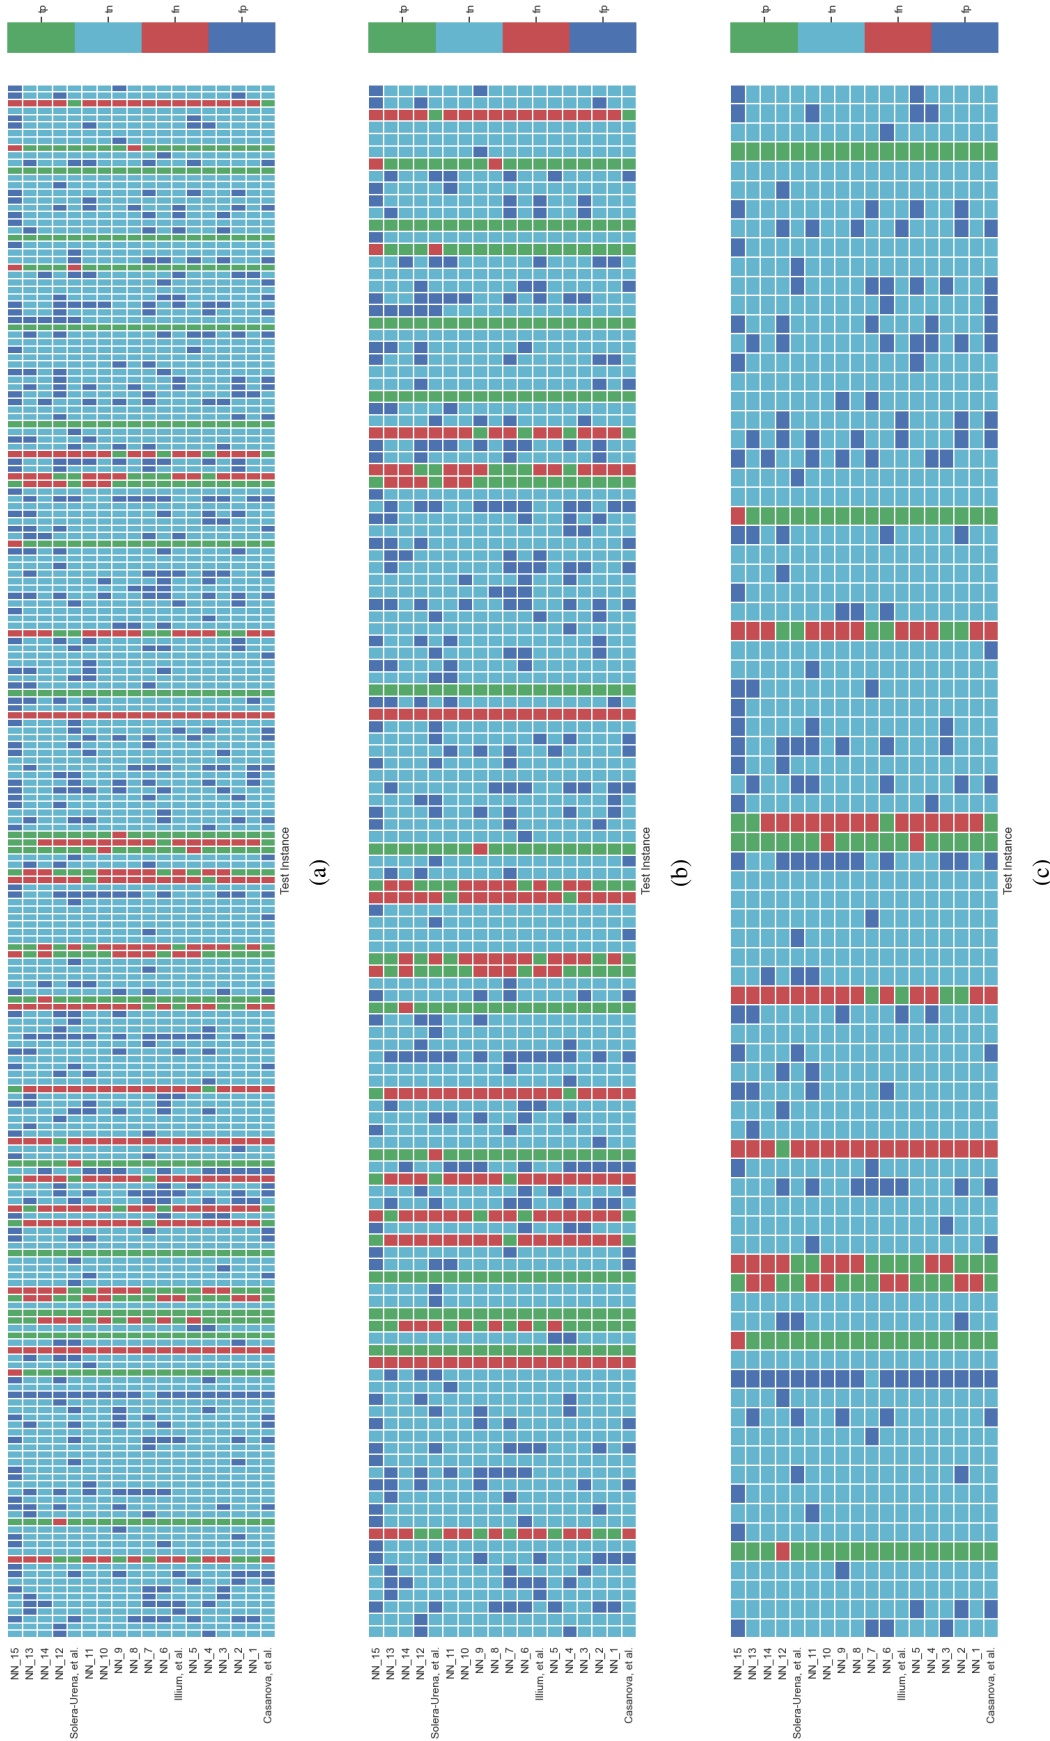 tp
tn
fn
fp
NN_15
NN_13
NN_14
NN_12
Solera-Urena, et al.
NN_11
NN_10
NN_9
NN_8
NN_7
NN_6
Illium, et al.
NN_5
NN_4
NN_3
NN_2
NN_1
Casanova, et al.
Test Instance
(a)
tp
tn
fn
fp
NN_15
NN_13
NN_14
NN_12
Solera-Urena, et al.
NN_11
NN_10
NN_9
NN_8
NN_7
NN_6
Illium, et al.
NN_5
NN_4
NN_3
NN_2
NN_1
Casanova, et al.
Test Instance
(b)
tp
tn
fn
fp
NN_15
NN_13
NN_14
NN_12
Solera-Urena, et al.
NN_11
NN_10
NN_9
NN_8
NN_7
NN_6
Illium, et al.
NN_5
NN_4
NN_3
NN_2
NN_1
Casanova, et al.
Test Instance
(c)